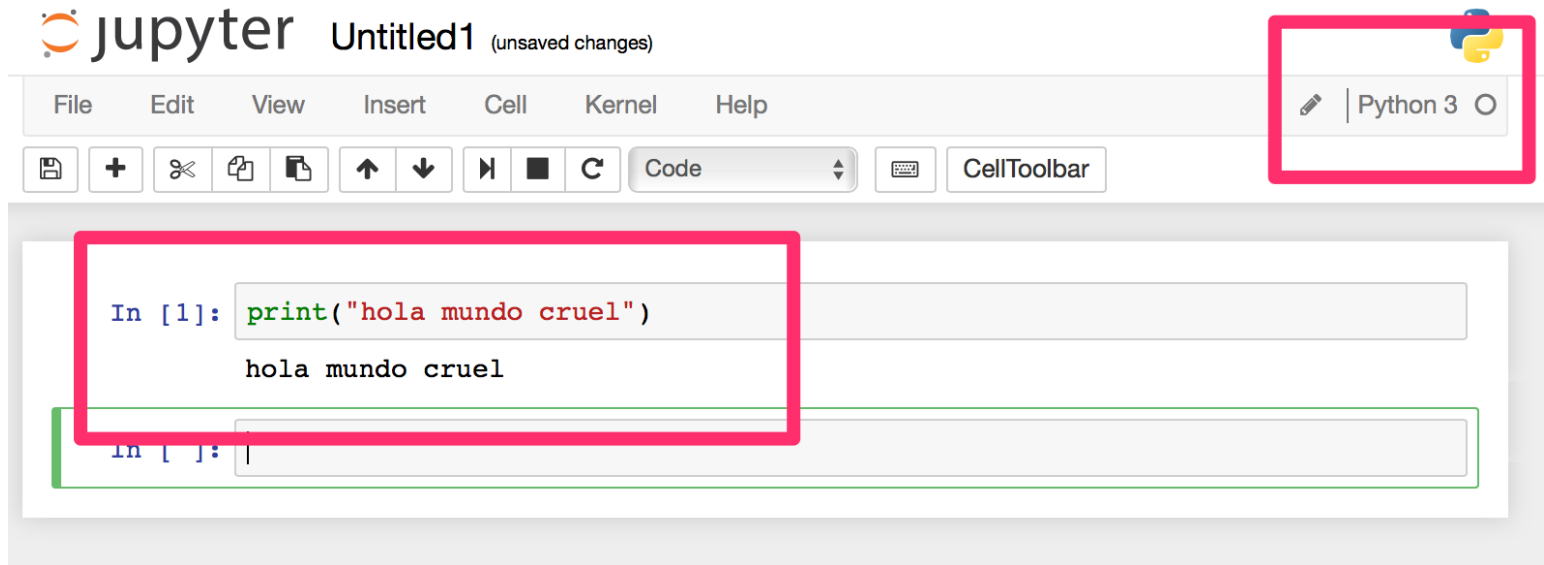 jupyter Untitled1 (unsaved changes)
File Edit View Insert Cell Kernel Help Python 3
Code CellToolbar
In [1]: print("hola mundo cruel")
hola mundo cruel
In [ ]: